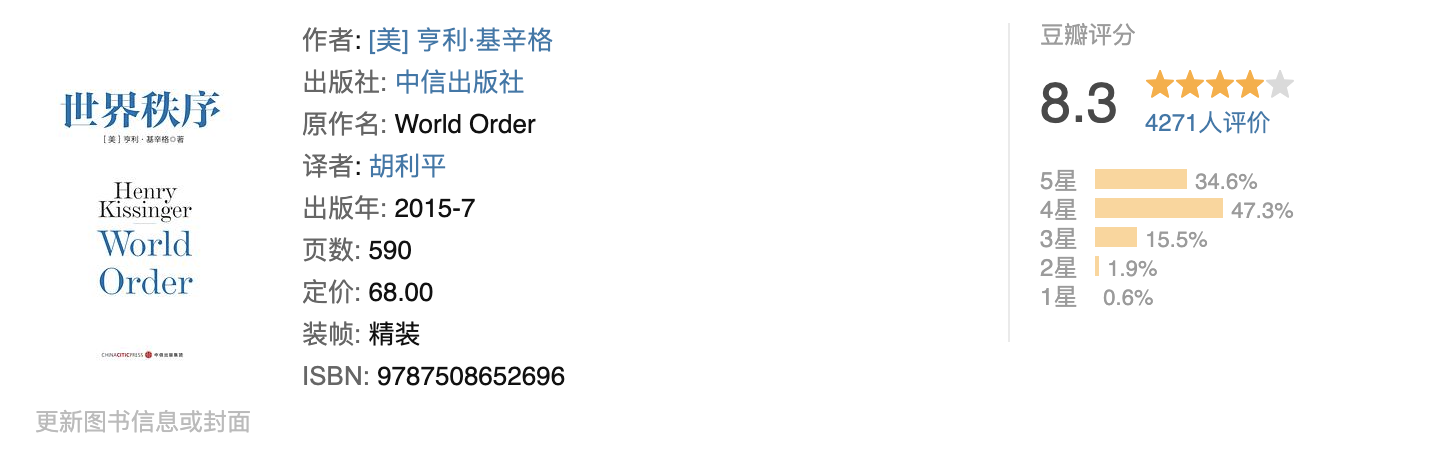 世界秩序
[美] 亨利·基辛格◎著
Henry
Kissinger
World
Order
CHINACITICPRESS 中信出版集团
更新图书信息或封面
作者: [美] 亨利·基辛格
出版社: 中信出版社
原作名: World Order
译者: 胡利平
出版年: 2015-7
页数: 590
定价: 68.00
装帧: 精装
ISBN: 9787508652696
豆瓣评分
8.3
4271人评价
5星 34.6%
4星 47.3%
3星 15.5%
2星 1.9%
1星 0.6%